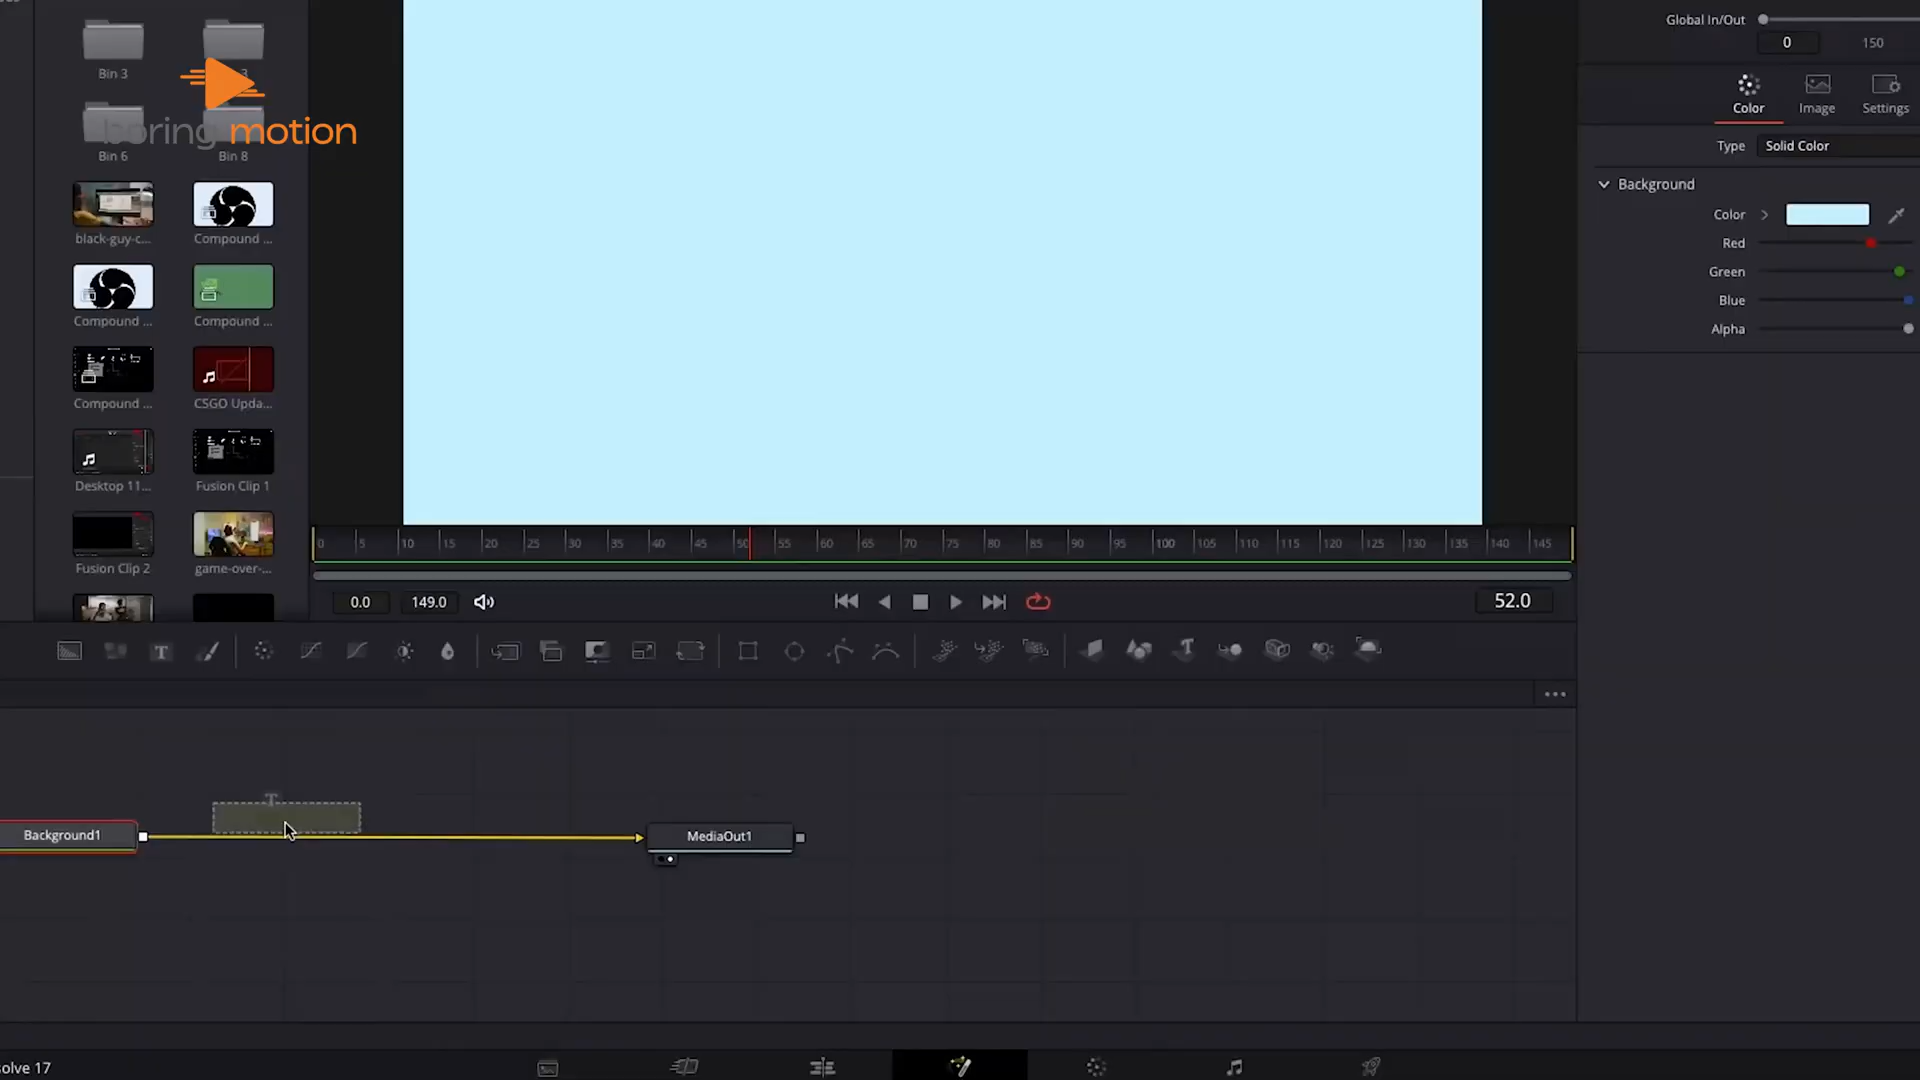 Bin 3
3
boring motion
Bin 6
Bin 8
black-guy-c...
Compound ...
Compound ...
Compound ...
Compound ...
CSGO Upda...
Desktop 11...
Fusion Clip 1
Fusion Clip 2
game-over-...
0 5 10 15 20 25 30 35 40 45 50 55 60 65 70 75 80 85 90 95 100 105 110 115 120 125 130 135 140 145
0.0 149.0
52.0
Global In/Out
0 150
Color Image Settings
Type Solid Color
Background
Color
Red
Green
Blue
Alpha
T
Background1
MediaOut1
olve 17